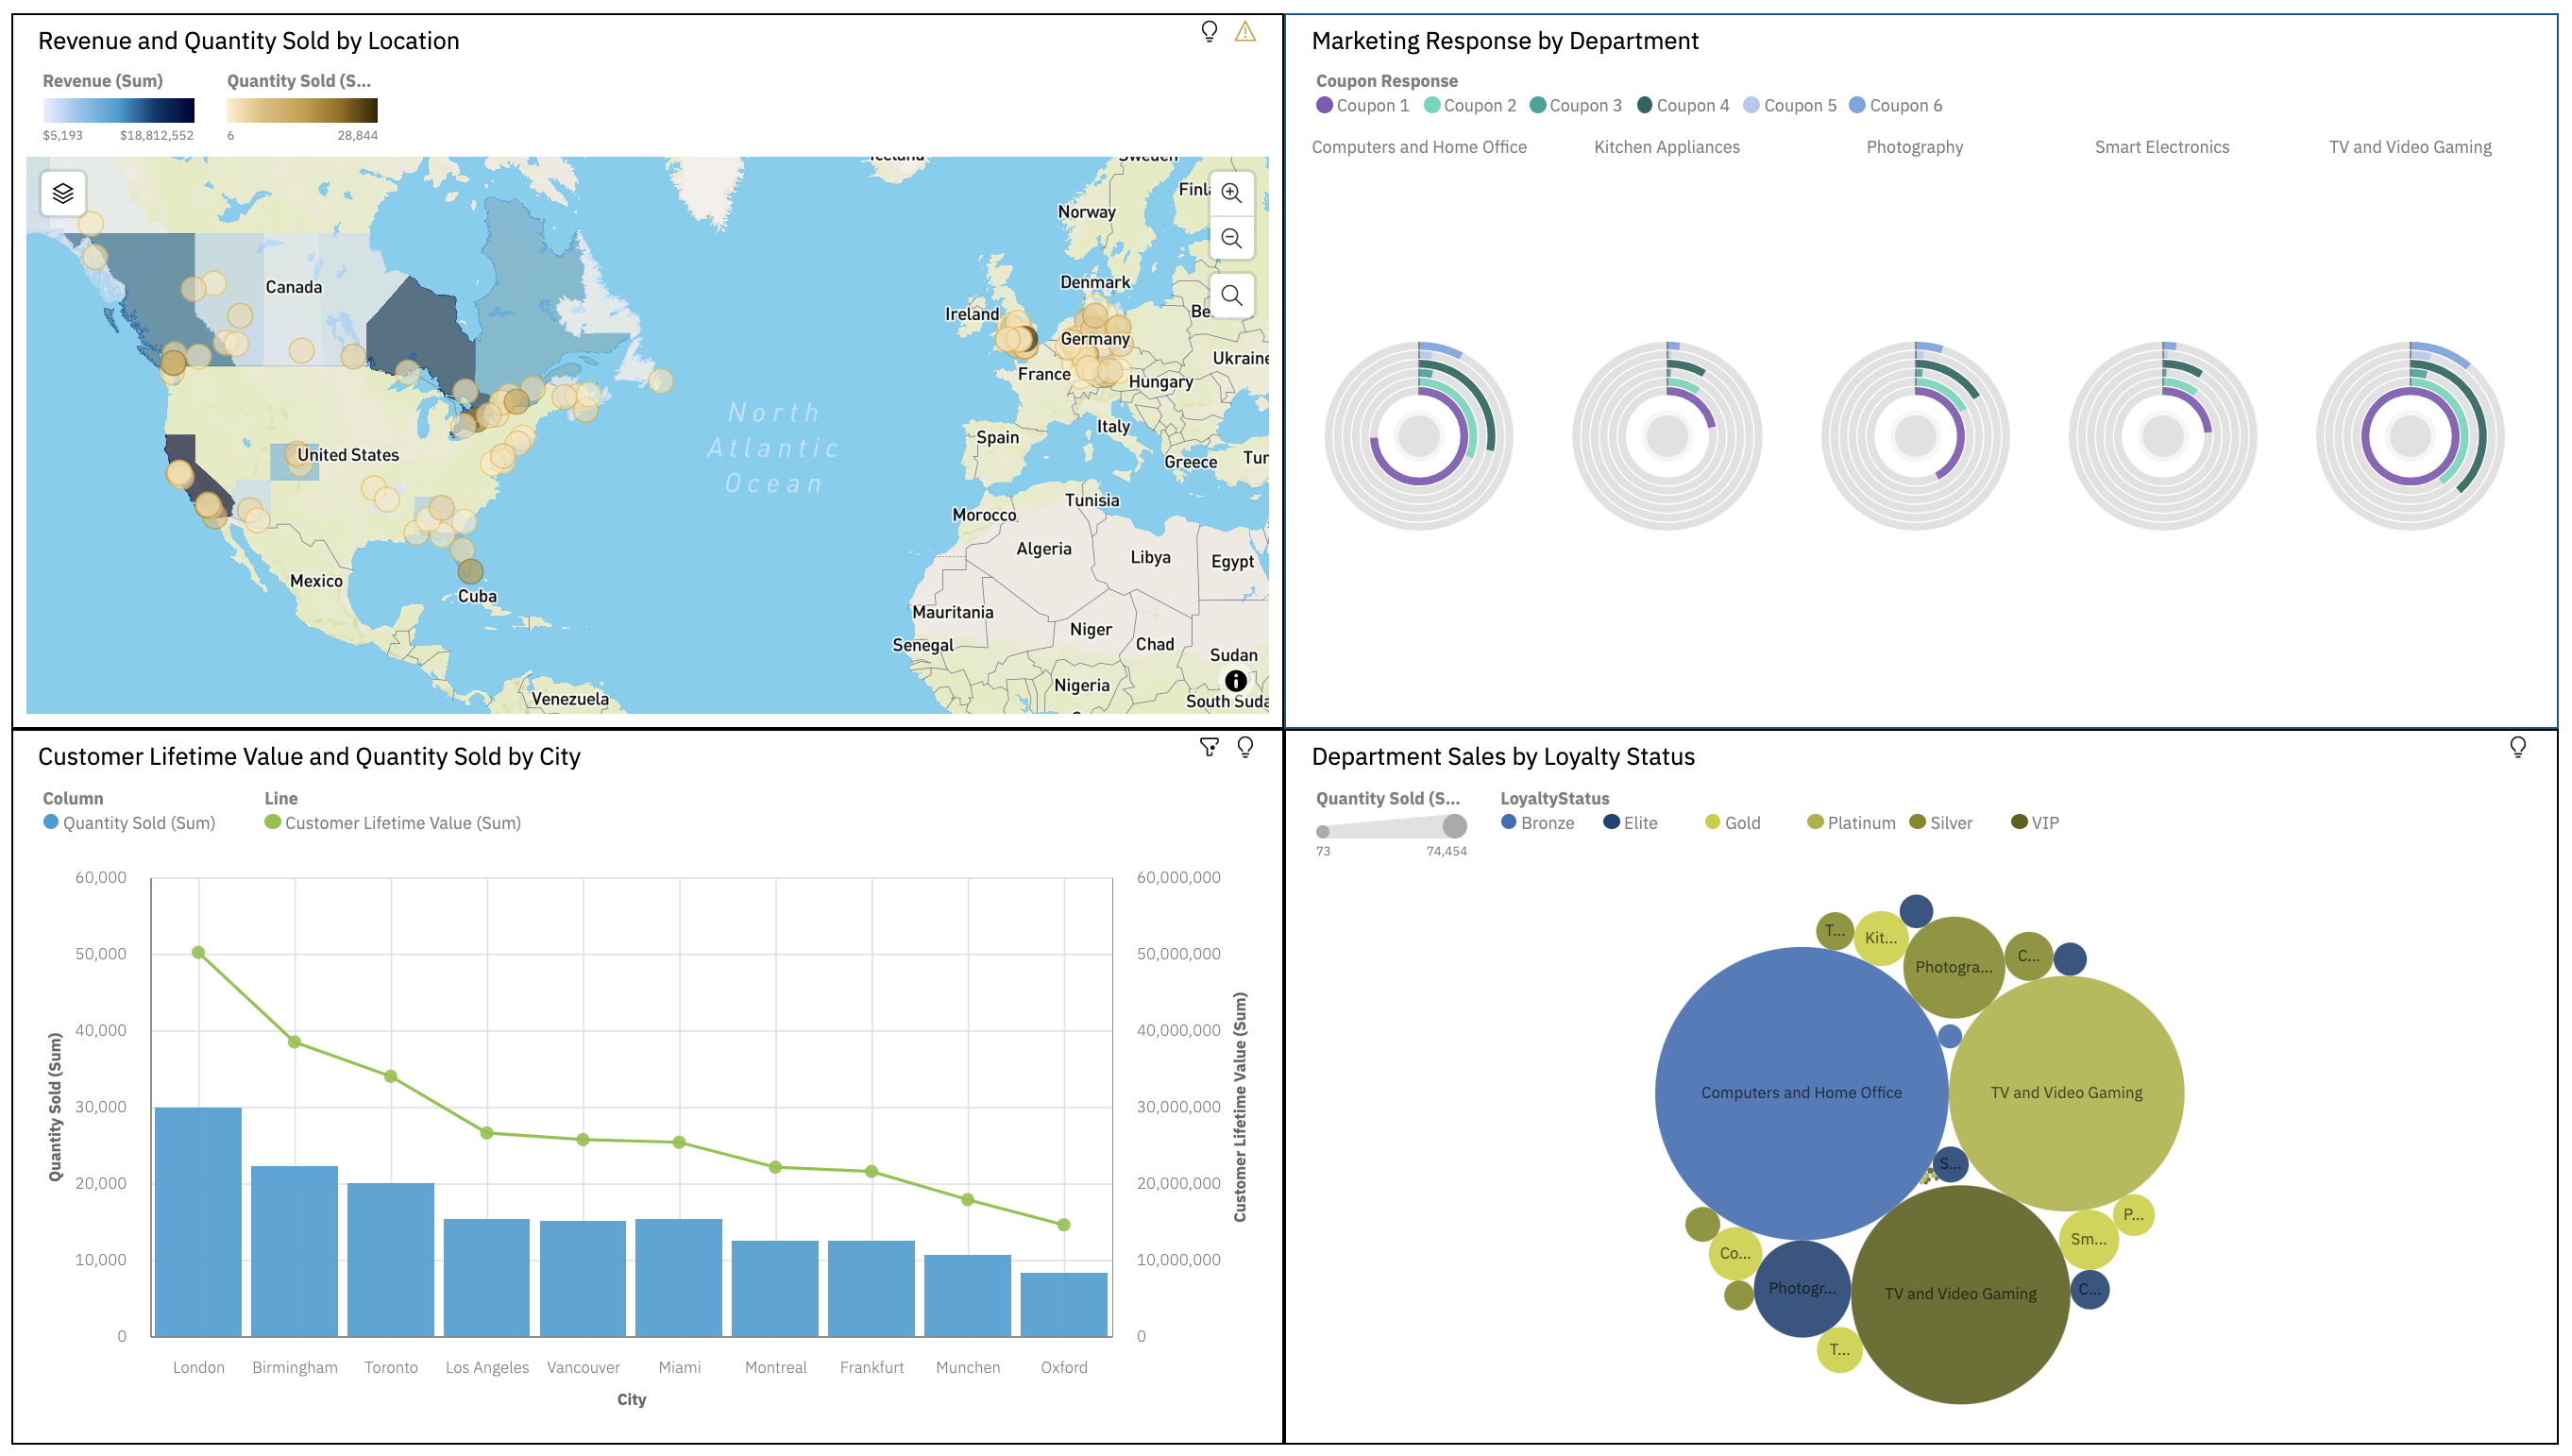 Revenue and Quantity Sold by Location
Revenue (Sum)
Quantity Sold (S...
$5,193
$18,812,552
6
28,844
Iceland
Sweden
Norway
Denmark
Canada
Ireland
Germany
Ukraine
France
Hungary
North
Atlantic
Ocean
Italy
Spain
United States
Greece
Tur
Tunisia
Morocco
Algeria
Libya
Egypt
Mexico
Cuba
Mauritania
Niger
Chad
Senegal
Sudan
Nigeria
Venezuela
South Suda
Marketing Response by Department
Coupon Response
Coupon 1
Coupon 2
Coupon 3
Coupon 4
Coupon 5
Coupon 6
Computers and Home Office
Kitchen Appliances
Photography
Smart Electronics
TV and Video Gaming
Customer Lifetime Value and Quantity Sold by City
Column
Line
Quantity Sold (Sum)
Customer Lifetime Value (Sum)
60,000
50,000
40,000
30,000
20,000
10,000
0
Quantity Sold (Sum)
60,000,000
50,000,000
40,000,000
30,000,000
20,000,000
10,000,000
0
Customer Lifetime Value (Sum)
London
Birmingham
Toronto
Los Angeles
Vancouver
Miami
Montreal
Frankfurt
Munchen
Oxford
City
Department Sales by Loyalty Status
Quantity Sold (S...
73
74,454
LoyaltyStatus
Bronze
Elite
Gold
Platinum
Silver
VIP
T...
Kit...
Photogra...
C...
Computers and Home Office
TV and Video Gaming
S...
P...
Sm...
Co...
Photogr...
TV and Video Gaming
C...
T...